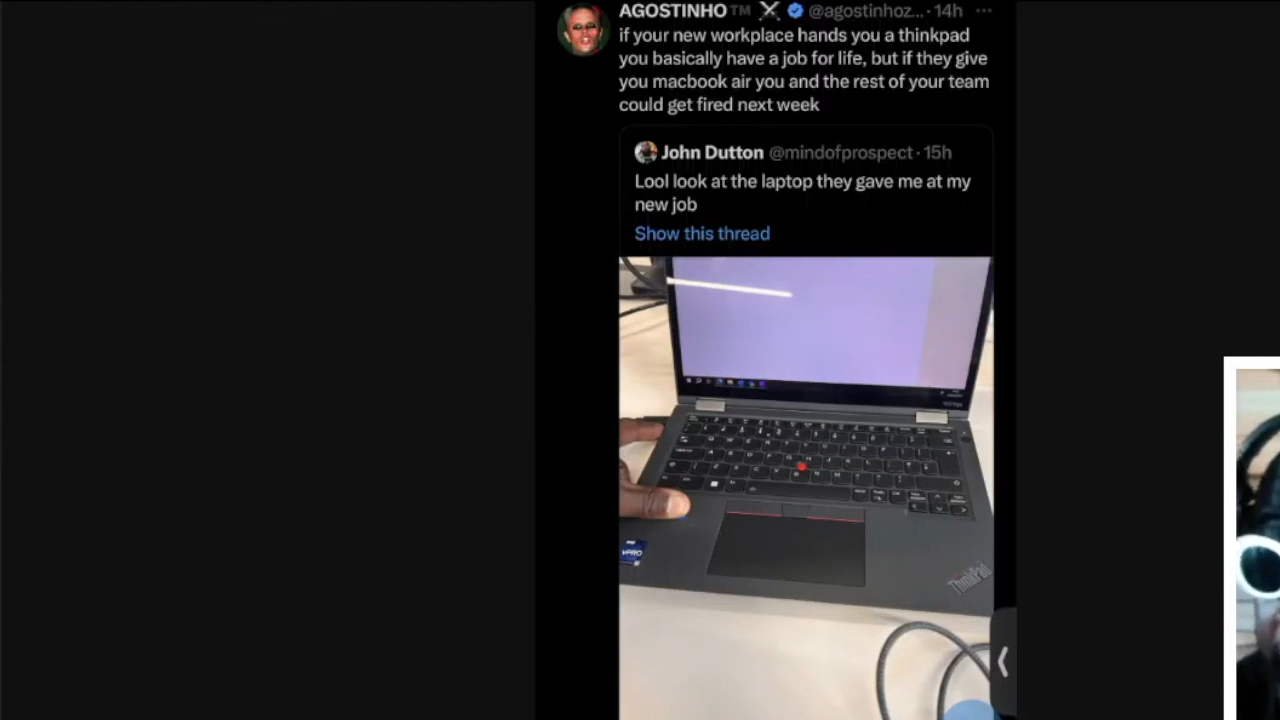 AGOSTINHO™ @agostinhoz... · 14h ...
if your new workplace hands you a thinkpad
you basically have a job for life, but if they give
you macbook air you and the rest of your team
could get fired next week
John Dutton @mindofprospect · 15h
Lool look at the laptop they gave me at my
new job
Show this thread
vPRO
ThinkPad